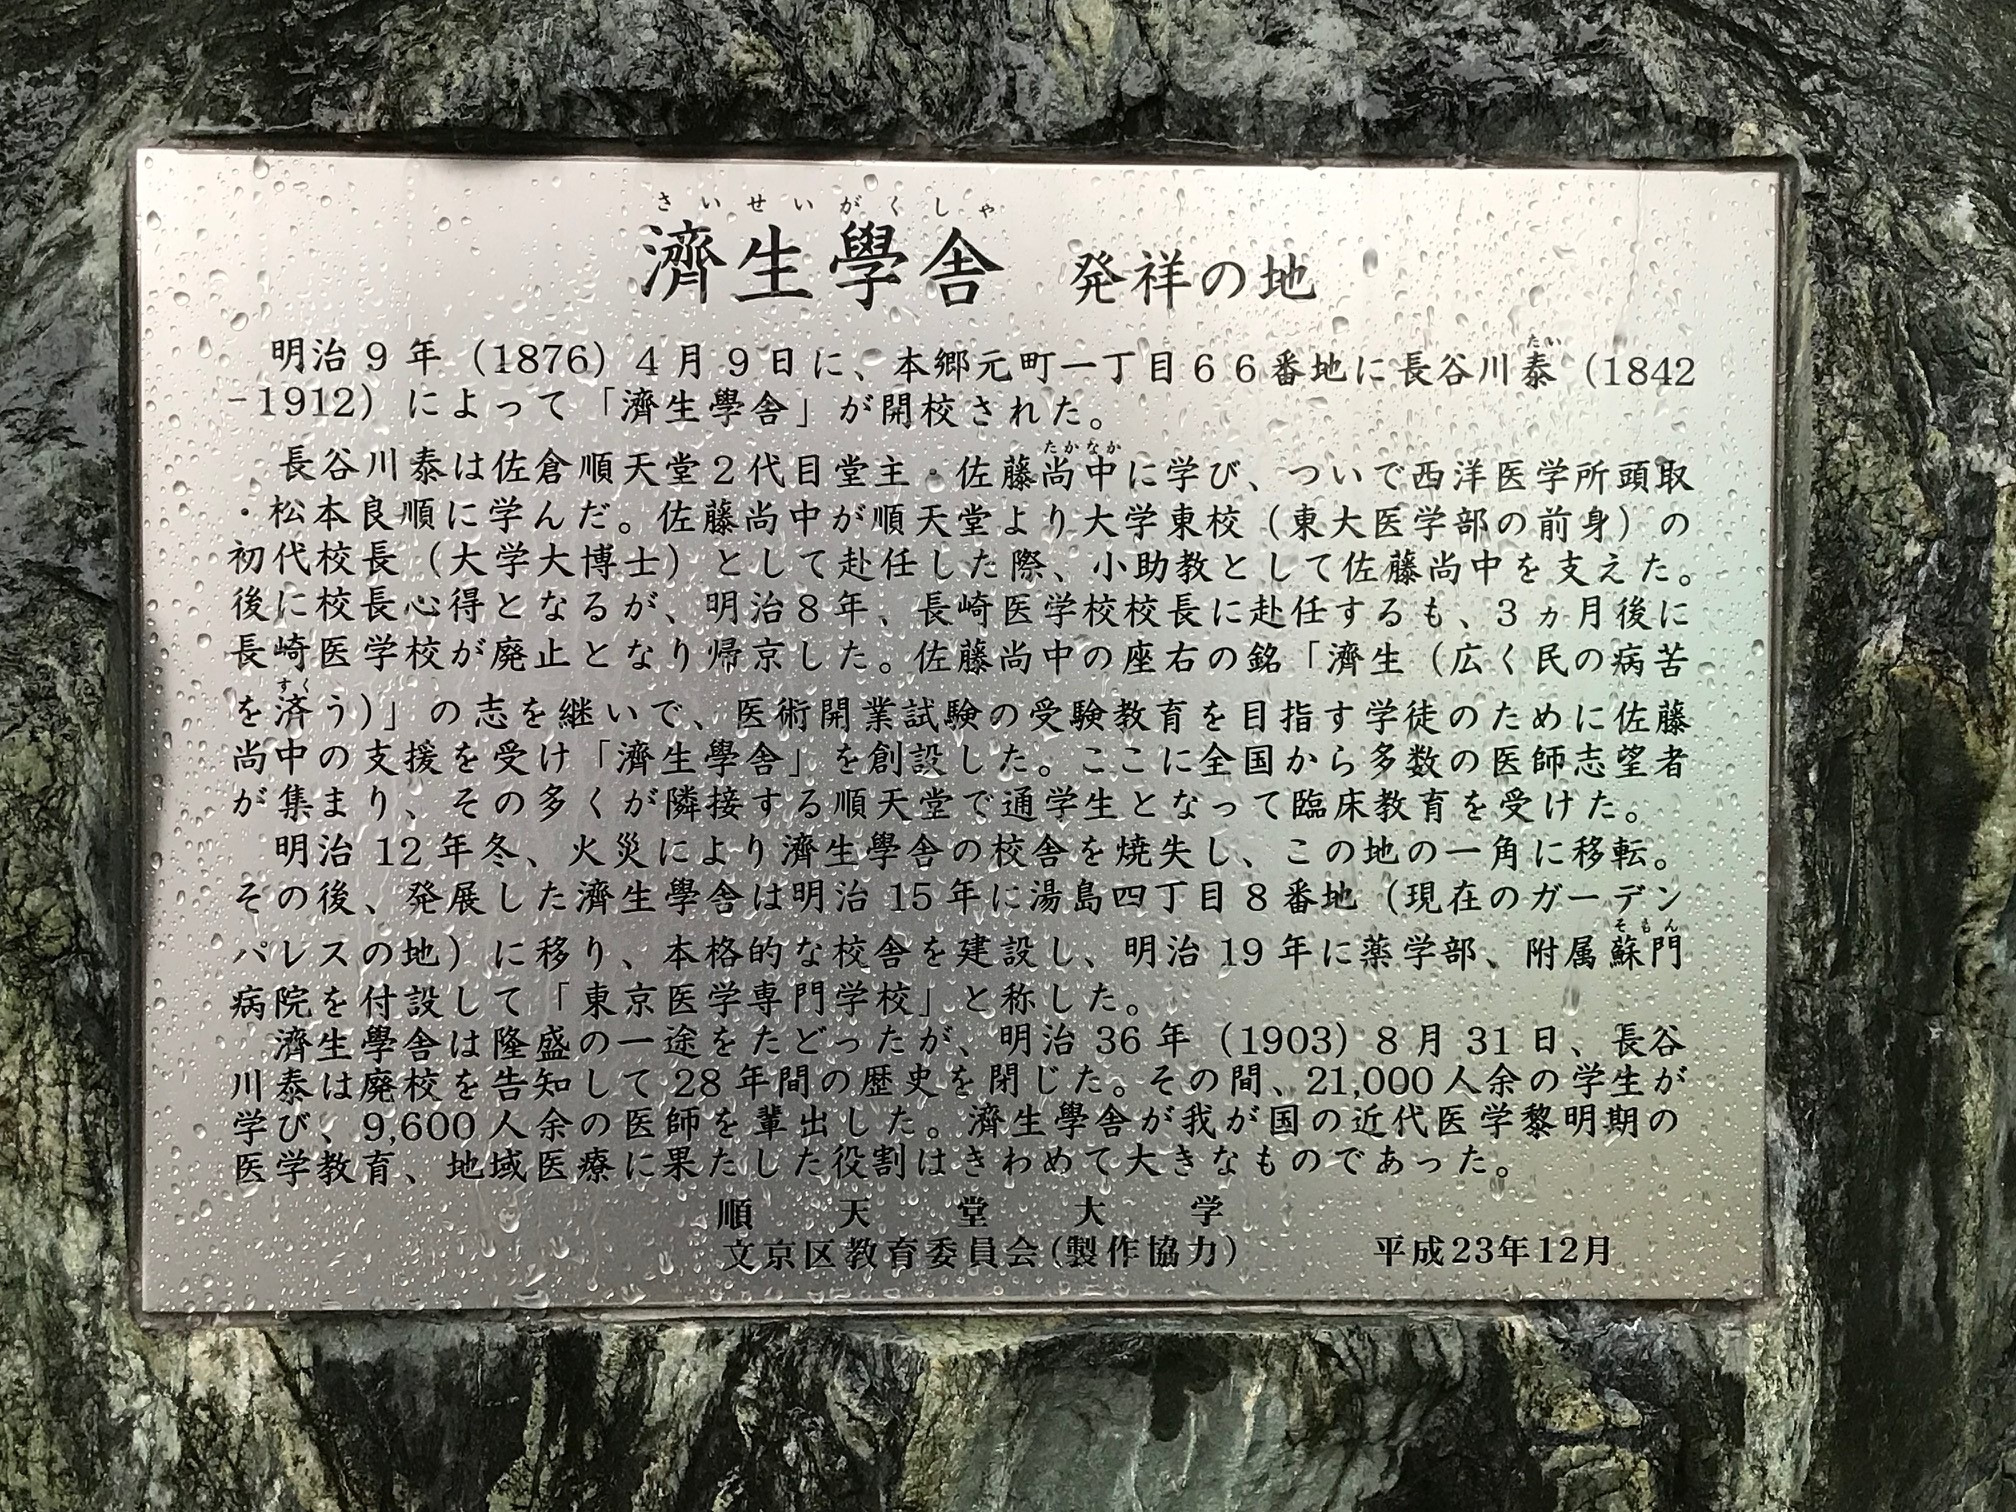 さいせいがくしゃ
濟生學舎 発祥の地
明治9年（1876）4月9日に、本郷元町一丁目66番地に長谷川泰（1842
たい
-1912）によって「濟生學舎」が開校された。
たかなか
長谷川泰は佐倉順天堂2代目堂主・佐藤尚中に学び、ついで西洋医学所頭取
・松本良順に学んだ。佐藤尚中が順天堂より大学東校（東大医学部の前身）の
初代校長（大学大博士）として赴任した際、小助教として佐藤尚中を支えた。
後に校長心得となるが、明治8年、長崎医学校校長に赴任するも、3ヵ月後に
長崎医学校が廃止となり帰京した。佐藤尚中の座右の銘「濟生（広く民の病苦
すく
を済う）」の志を継いで、医術開業試験の受験教育を目指す学徒のために佐藤
尚中の支援を受け「濟生學舎」を創設した。ここに全国から多数の医師志望者
が集まり、その多くが隣接する順天堂で通学生となって臨床教育を受けた。
明治12年冬、火災により濟生學舎の校舎を焼失し、この地の一角に移転。
その後、発展した濟生學舎は明治15年に湯島四丁目8番地（現在のガーデン
そもん
パレスの地）に移り、本格的な校舎を建設し、明治19年に薬学部、附属蘇門
病院を付設して「東京医学専門学校」と称した。
濟生學舎は隆盛の一途をたどったが、明治36年（1903）8月31日、長谷
川泰は廃校を告知して28年間の歴史を閉じた。その間、21,000人余の学生が
学び、9,600人余の医師を輩出した。濟生學舎が我が国の近代医学黎明期の
医学教育、地域医療に果たした役割はきわめて大きなものであった。
順天堂大学
文京区教育委員会(製作協力) 平成23年12月